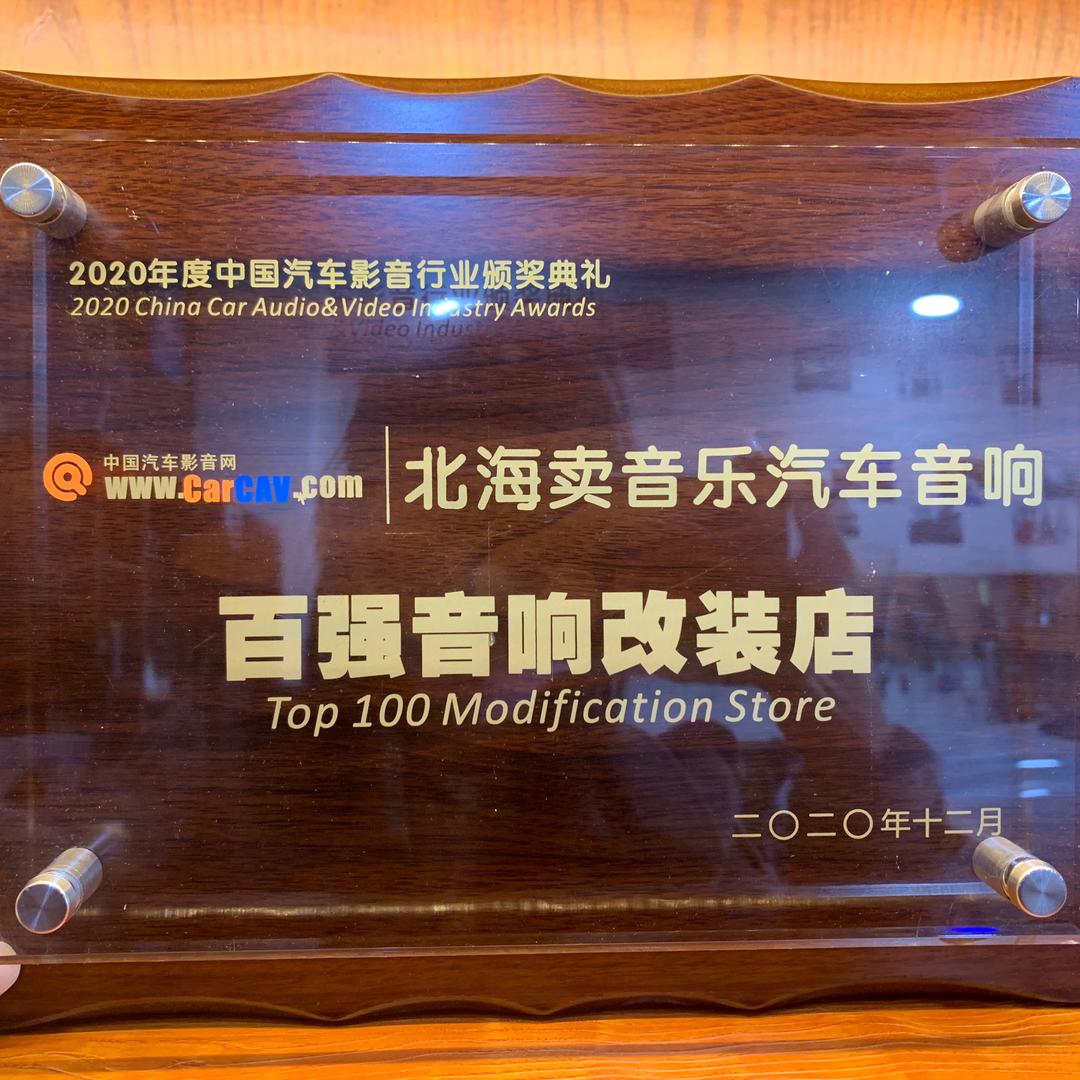 2020年度中国汽车影音行业颁奖典礼
2020 China Car Audio&Video Industry Awards
中国汽车影音网
www.CarCAV.com
北海卖音乐汽车音响
百强音响改装店
Top 100 Modification Store
二〇二〇年十二月